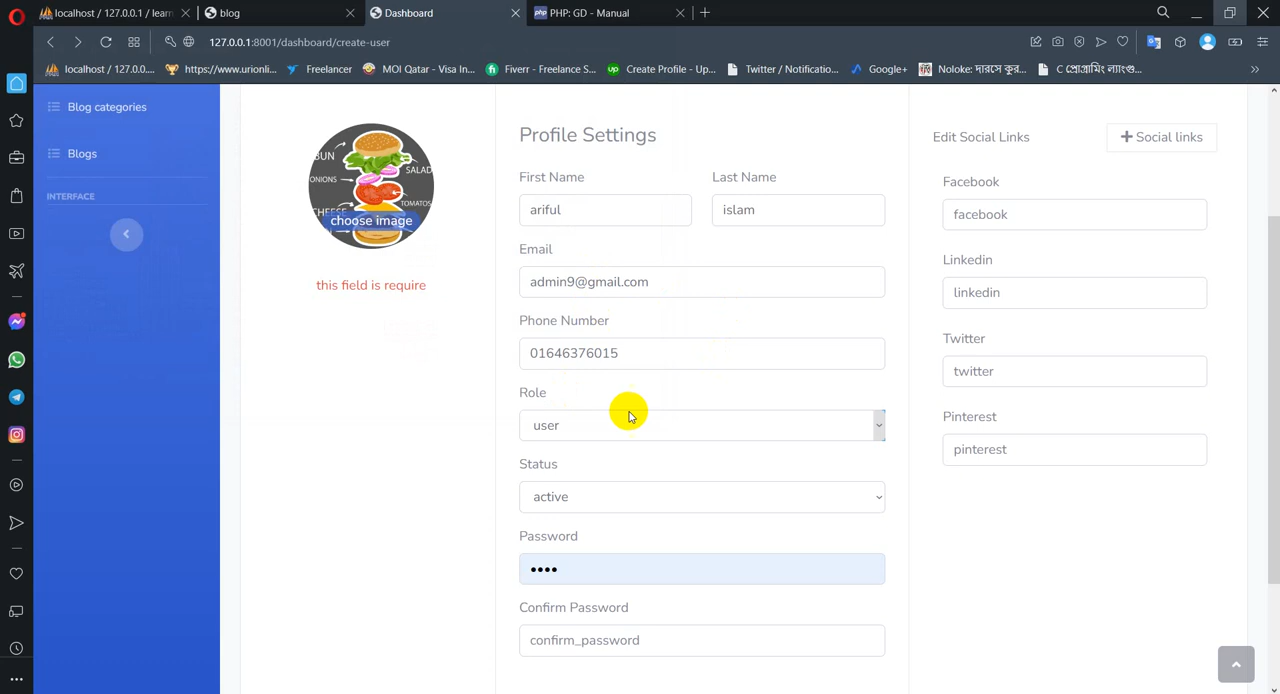 localhost / 127.0.0.1 / learn
blog
Dashboard
PHP: GD - Manual
127.0.0.1:8001/dashboard/create-user
localhost / 127.0.0....
https://www.urionli...
Freelancer
MOI Qatar - Visa In...
Fiverr - Freelance S...
Create Profile - Up...
Twitter / Notificatio...
Google+
Noloke: দারসে কুর...
C প্রোগ্রামিং ল্যাংগু...
Blog categories
Blogs
INTERFACE
BUN
SALAD
ONIONS
TOMATOS
CHEESE
choose image
this field is require
Profile Settings
First Name
Last Name
ariful
islam
Email
admin9@gmail.com
Phone Number
01646376015
Role
user
Status
active
Password
••••
Confirm Password
confirm_password
Edit Social Links
+ Social links
Facebook
facebook
Linkedin
linkedin
Twitter
twitter
Pinterest
pinterest